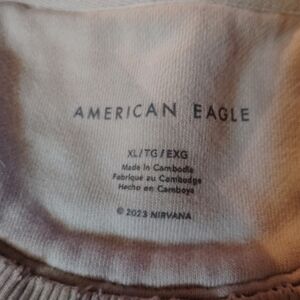 AMERICAN EAGLE
XL/TG/EXG
Made in Cambodia
Fabriqué au Cambodge
Hecho en Camboya
© 2023 NIRVANA